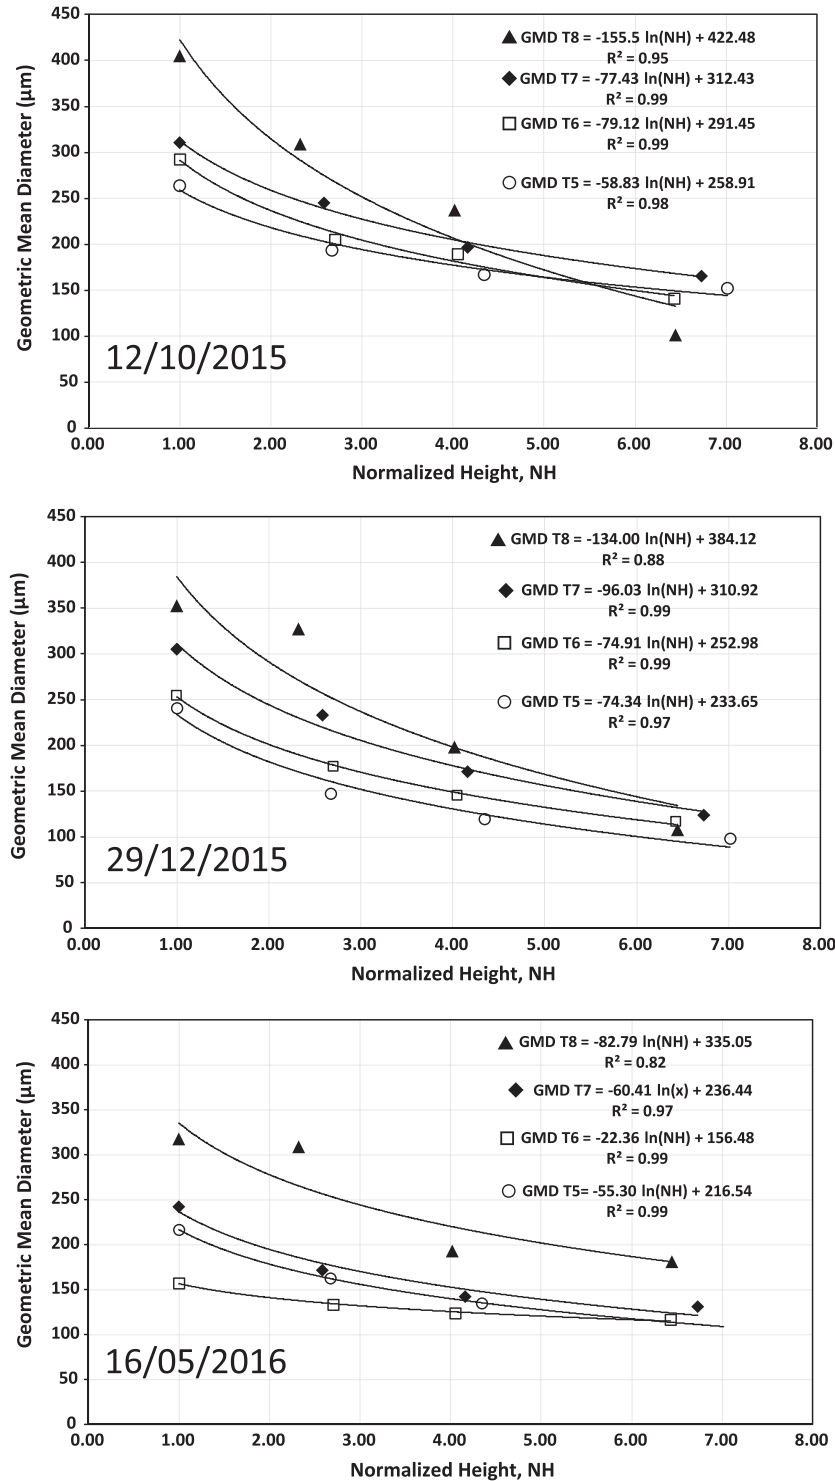 450
400
350
300
250
200
150
100
50
0
Geometric Mean Diameter (μm)
GMD T8 = -155.5 ln(NH) + 422.48
R² = 0.95
GMD T7 = -77.43 ln(NH) + 312.43
R² = 0.99
GMD T6 = -79.12 ln(NH) + 291.45
R² = 0.99
GMD T5 = -58.83 ln(NH) + 258.91
R² = 0.98
12/10/2015
0.00 1.00 2.00 3.00 4.00 5.00 6.00 7.00 8.00
Normalized Height, NH
450
400
350
300
250
200
150
100
50
0
Geometric Mean Diameter (μm)
GMD T8 = -134.00 ln(NH) + 384.12
R² = 0.88
GMD T7 = -96.03 ln(NH) + 310.92
R² = 0.99
GMD T6 = -74.91 ln(NH) + 252.98
R² = 0.99
GMD T5 = -74.34 ln(NH) + 233.65
R² = 0.97
29/12/2015
0.00 1.00 2.00 3.00 4.00 5.00 6.00 7.00 8.00
Normalized Height, NH
450
400
350
300
250
200
150
100
50
0
Geometric Mean Diameter (μm)
GMD T8 = -82.79 ln(NH) + 335.05
R² = 0.82
GMD T7 = -60.41 ln(x) + 236.44
R² = 0.97
GMD T6 = -22.36 ln(NH) + 156.48
R² = 0.99
GMD T5= -55.30 ln(NH) + 216.54
R² = 0.99
16/05/2016
0.00 1.00 2.00 3.00 4.00 5.00 6.00 7.00 8.00
Normalized Height, NH